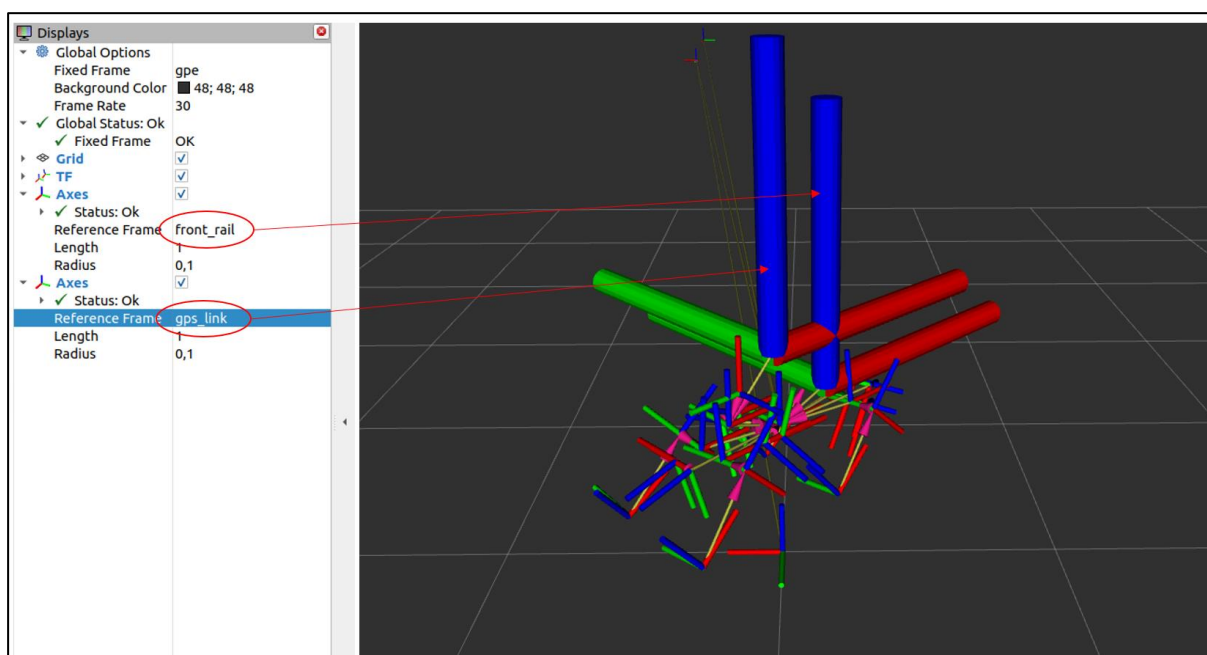 Displays
Global Options
Fixed Frame gpe
Background Color 48; 48; 48
Frame Rate 30
Global Status: Ok
Fixed Frame OK
Grid
TF
Axes
Status: Ok
Reference Frame front_rail
Length 1
Radius 0,1
Axes
Status: Ok
Reference Frame gps_link
Length 1
Radius 0,1